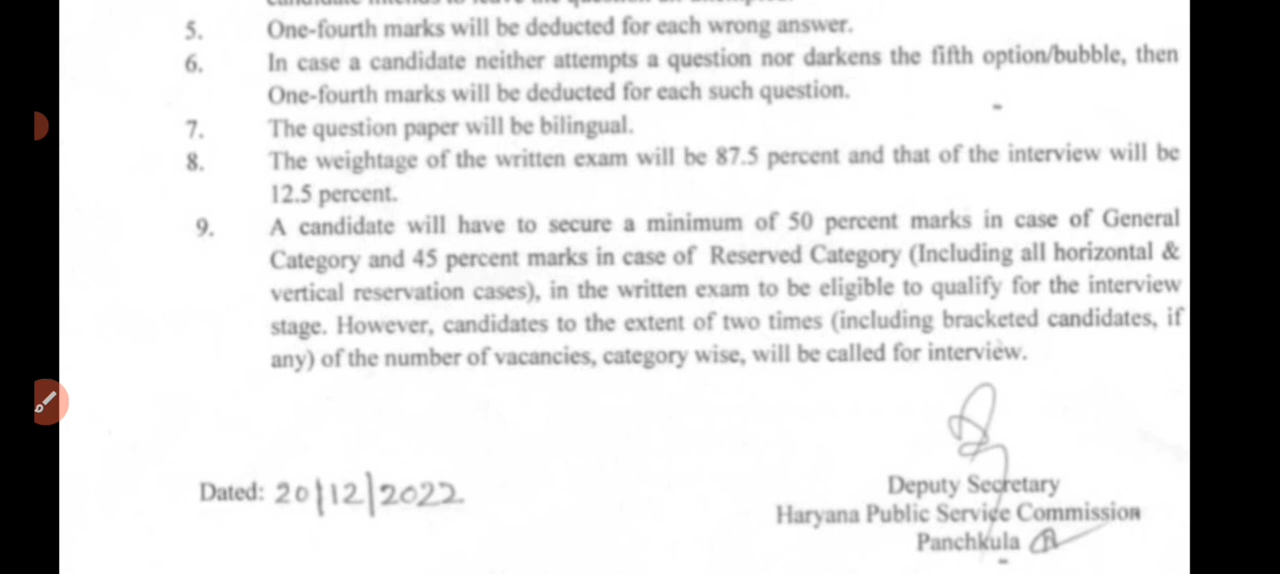 5. One-fourth marks will be deducted for each wrong answer.
6. In case a candidate neither attempts a question nor darkens the fifth option/bubble, then
One-fourth marks will be deducted for each such question.
7. The question paper will be bilingual.
8. The weightage of the written exam will be 87.5 percent and that of the interview will be
12.5 percent.
9. A candidate will have to secure a minimum of 50 percent marks in case of General
Category and 45 percent marks in case of Reserved Category (Including all horizontal &
vertical reservation cases), in the written exam to be eligible to qualify for the interview
stage. However, candidates to the extent of two times (including bracketed candidates, if
any) of the number of vacancies, category wise, will be called for interview.
Dated: 20|12|2022
Deputy Secretary
Haryana Public Service Commission
Panchkula